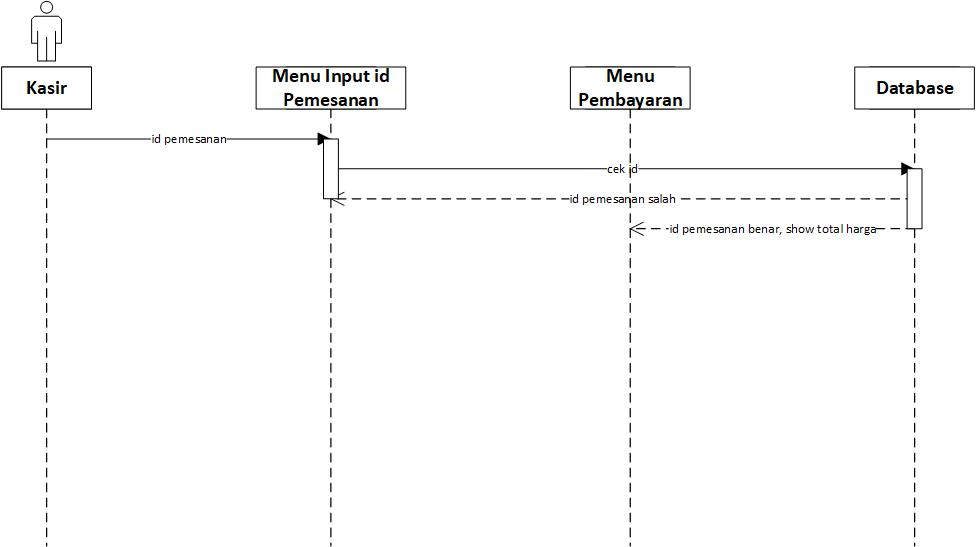 Kasir
Menu Input id
Pemesanan
Menu
Pembayaran
Database
id pemesanan
cek id
id pemesanan salah
id pemesanan benar, show total harga